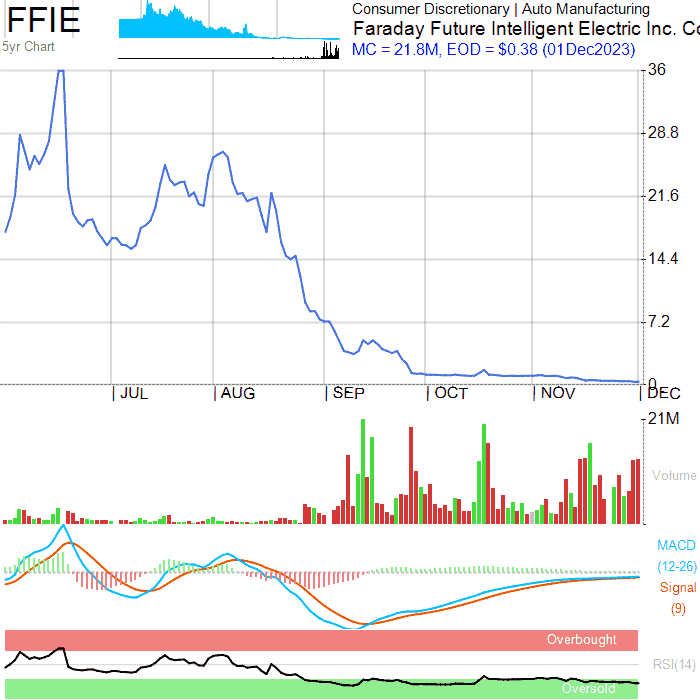 FFIE
5yr Chart
Consumer Discretionary | Auto Manufacturing
Faraday Future Intelligent Electric Inc. Co
MC = 21.8M, EOD = $0.38 (01Dec2023)
36
28.8
21.6
14.4
7.2
0
JUL AUG SEP OCT NOV DEC
21M
Volume
MACD
(12-26)
Signal
(9)
Overbought
RSI(14)
Oversold